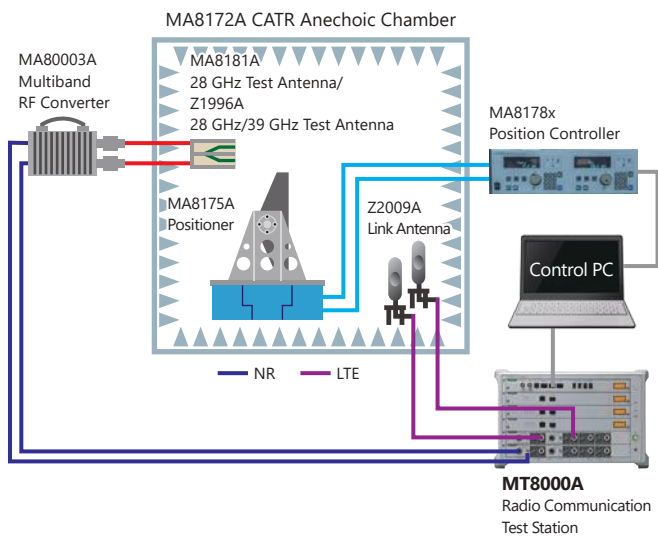 MA8172A CATR Anechoic Chamber
MA80003A
Multiband
RF Converter
MA8181A
28 GHz Test Antenna/
Z1996A
28 GHz/39 GHz Test Antenna
MA8178x
Position Controller
MA8175A
Positioner
Z2009A
Link Antenna
Control PC
NR
LTE
MT8000A
Radio Communication
Test Station